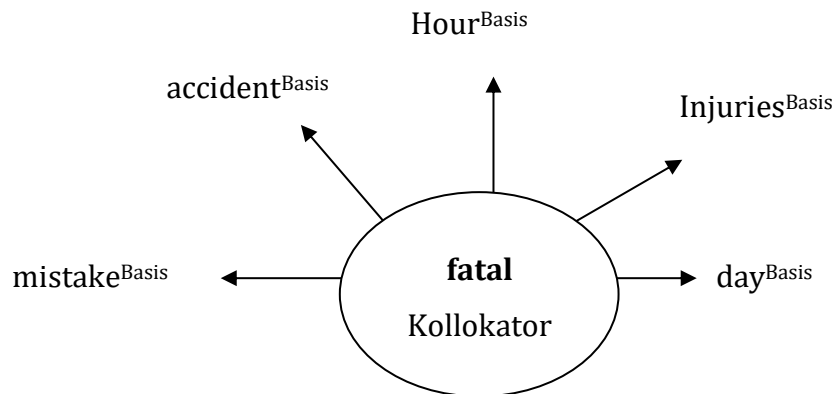 Hour^Basis
accident^Basis
Injuries^Basis
mistake^Basis
fatal
day^Basis
Kollokator